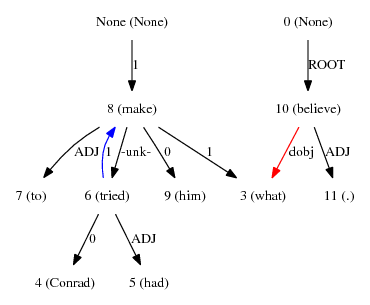 None (None) 0 (None)
1 ROOT
8 (make) 10 (believe)
ADJ 1 -unk- 0 1 dobj ADJ
7 (to) 6 (tried) 9 (him) 3 (what) 11 (.)
0 ADJ
4 (Conrad) 5 (had)